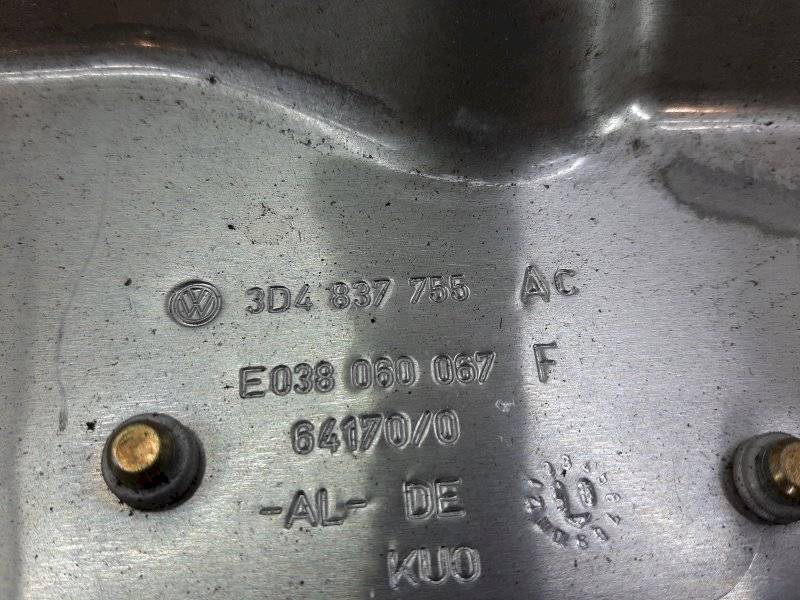 3D4 837 755 AC
E038 060 067 F
64170/0
-AL- DE
KUO